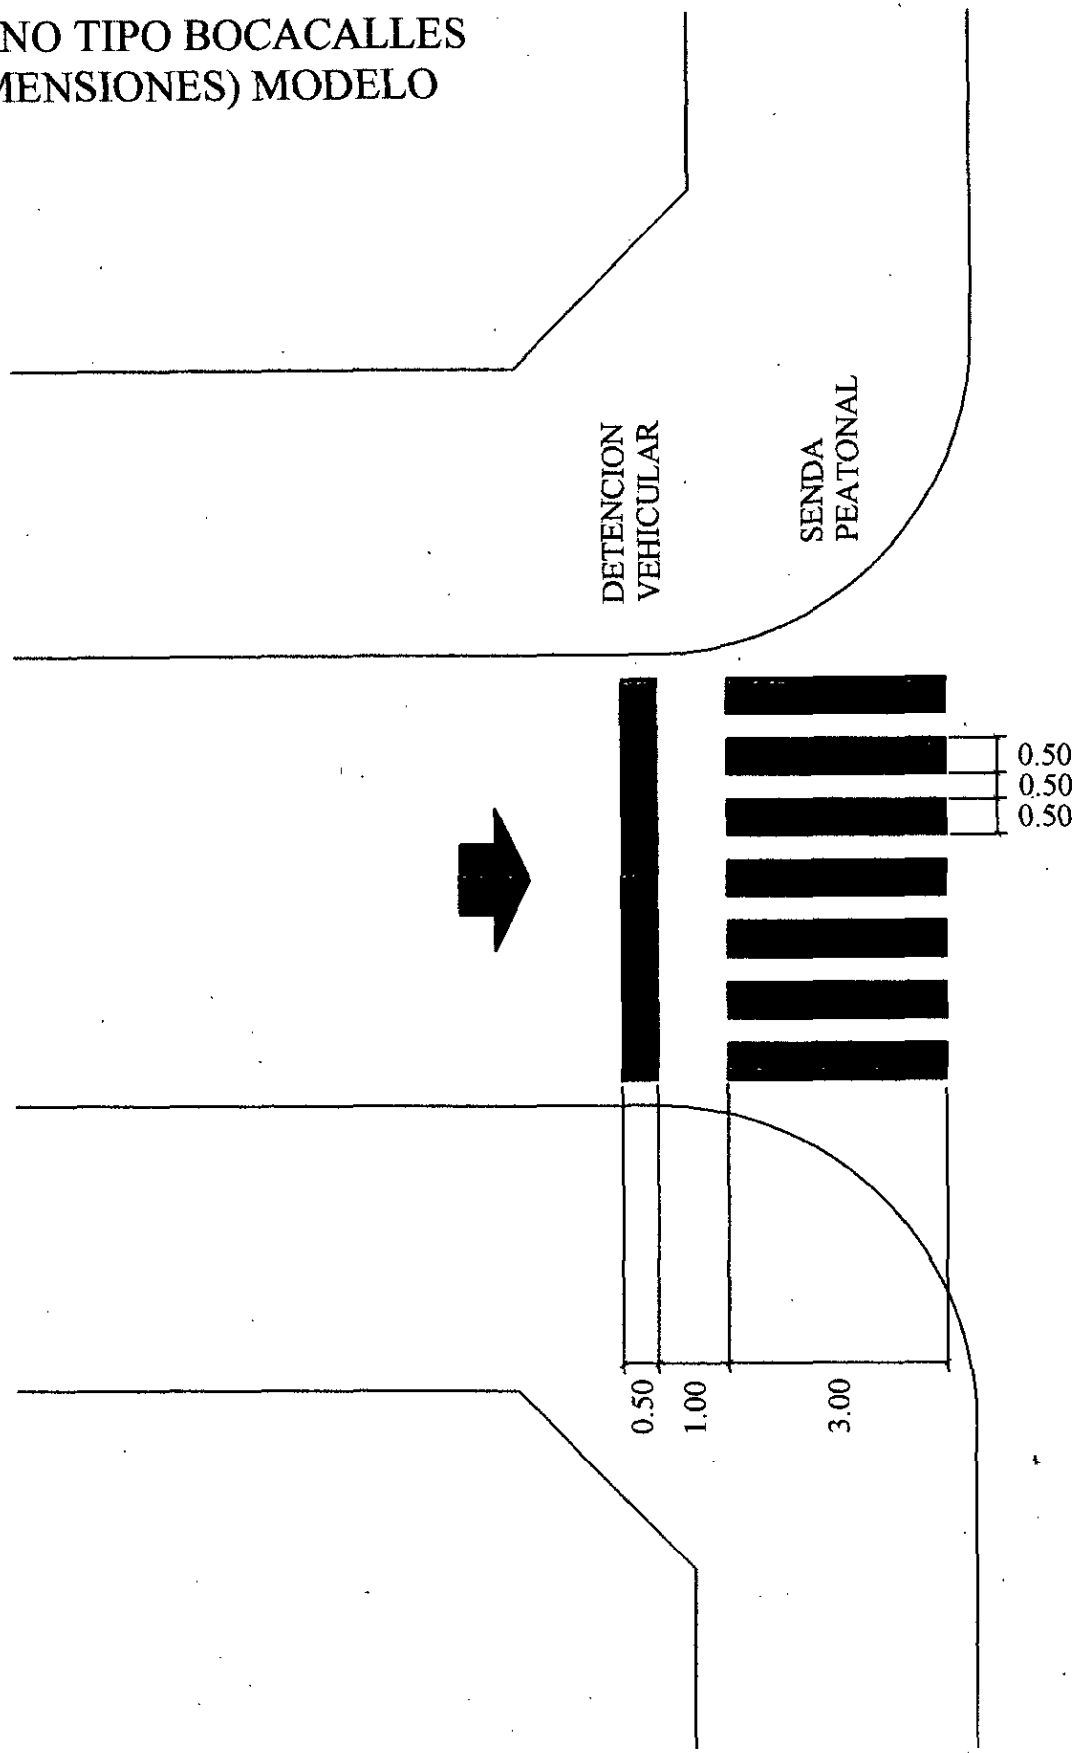 NO TIPO BOCACALLES
MENSIONES) MODELO
DETENCION
VEHICULAR
SENDA
PEATONAL
0.50
0.50
0.50
0.50
1.00
3.00